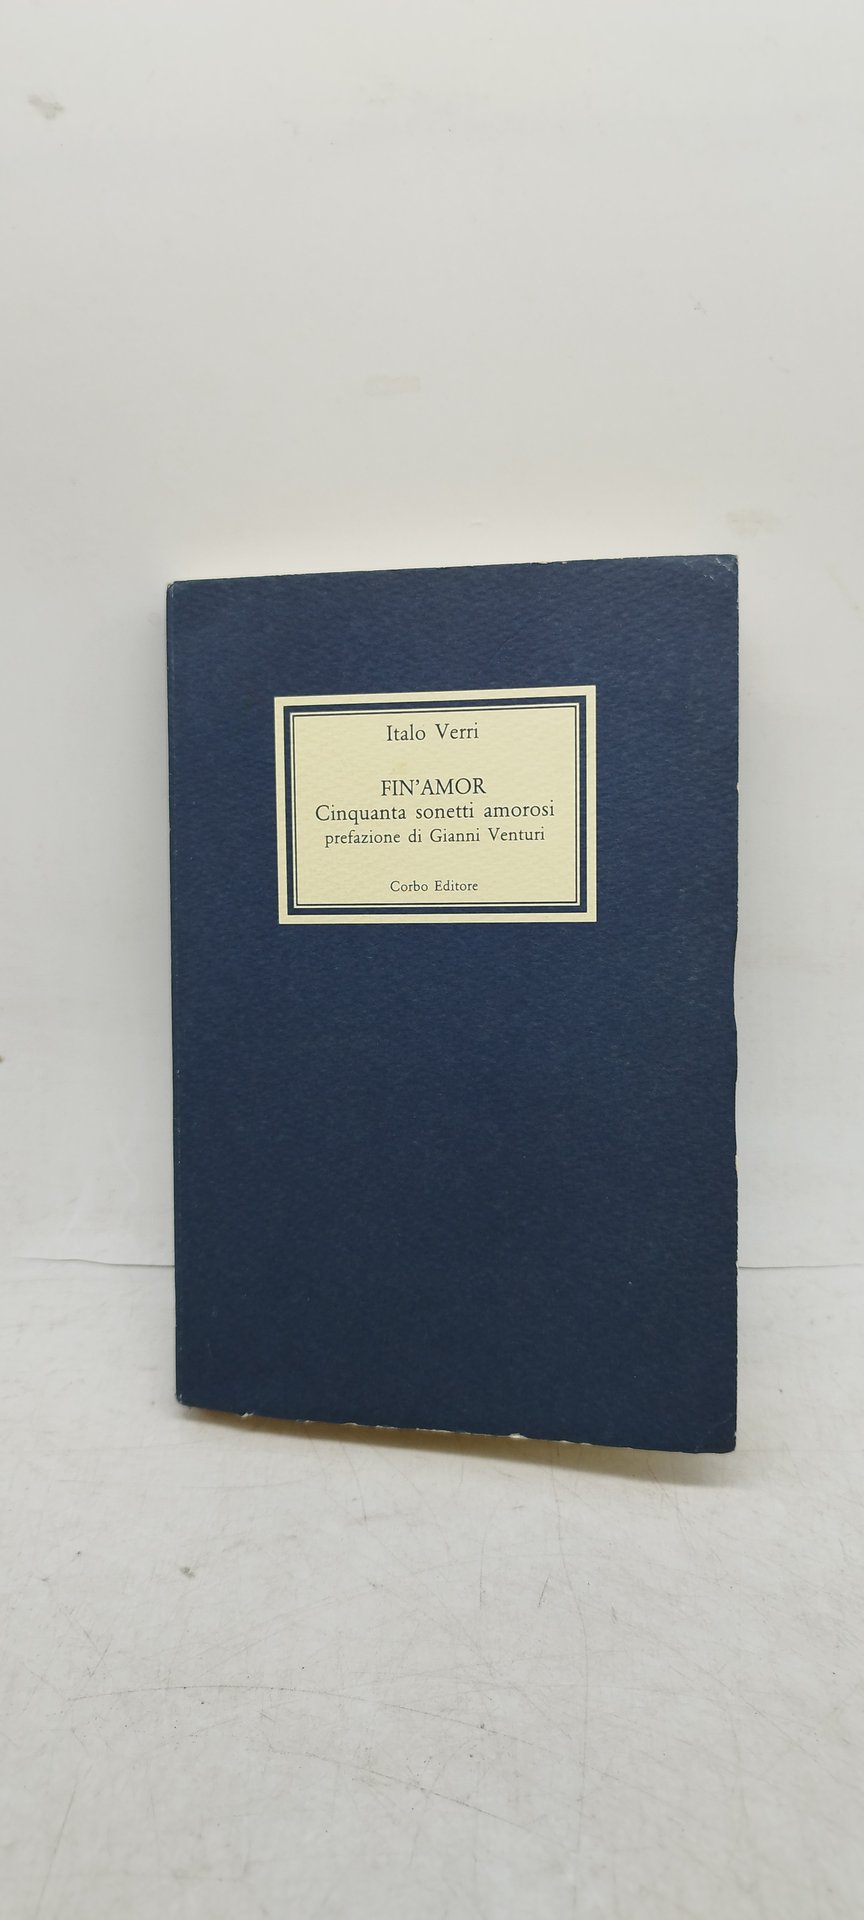 Italo Verri
FIN'AMOR
Cinquanta sonetti amorosi
prefazione di Gianni Venturi
Corbo Editore